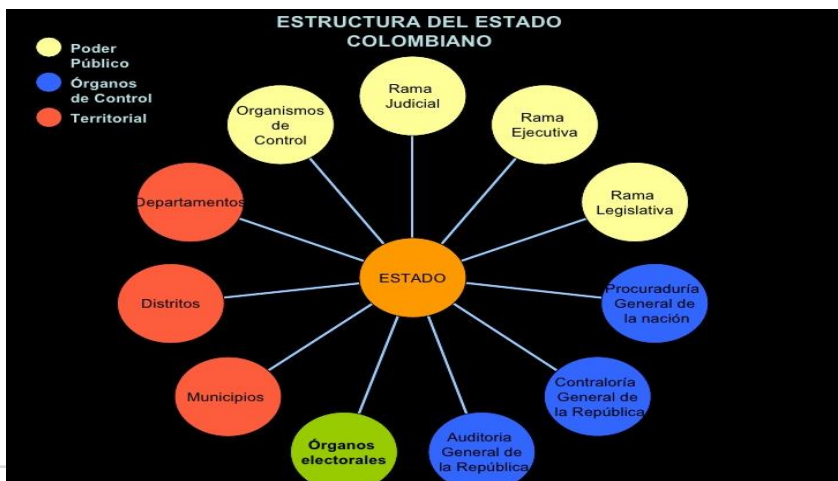 ESTRUCTURA DEL ESTADO
COLOMBIANO
Poder
Público
Órganos
de Control
Territorial
Rama
Judicial
Organismos
de
Control
Rama
Ejecutiva
Departamentos
Rama
Legislativa
ESTADO
Distritos
Procuraduría
General de
la nación
Municipios
Contraloría
General de
la República
Órganos
electorales
Auditoria
General de
la República